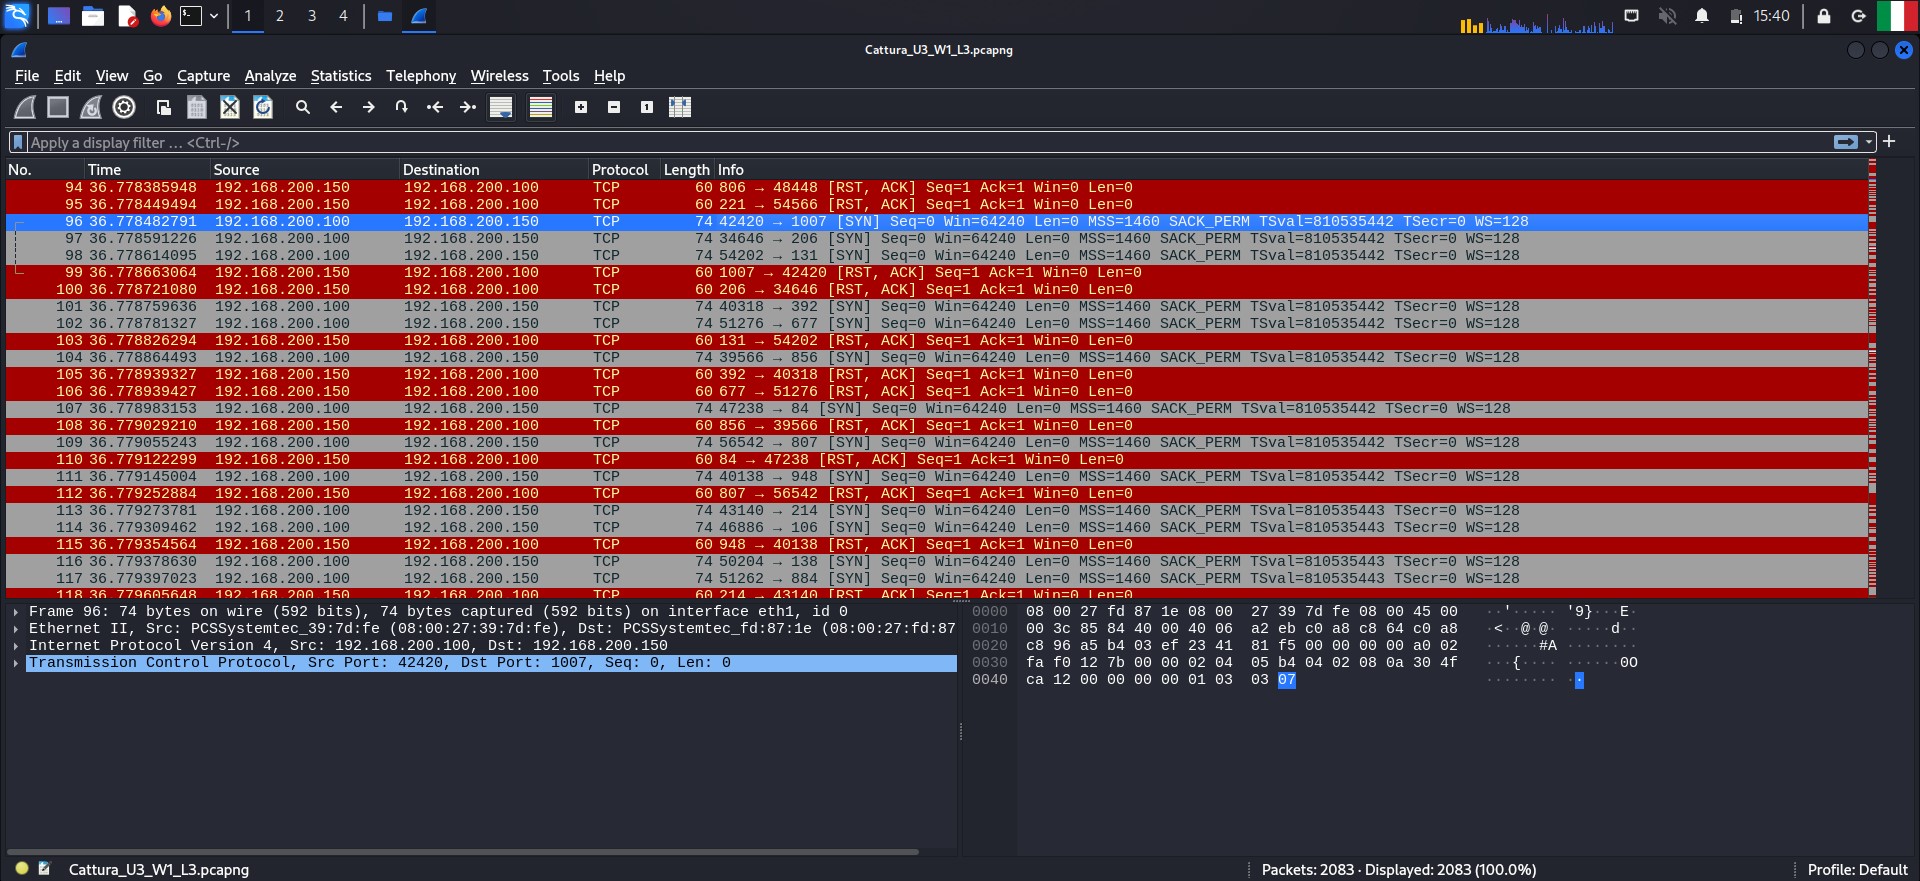 1 2 3 4 15:40
Cattura_U3_W1_L3.pcapng
File Edit View Go Capture Analyze Statistics Telephony Wireless Tools Help
Apply a display filter … <Ctrl-/>
No. Time Source Destination Protocol Length Info
94 36.778385948 192.168.200.150 192.168.200.100 TCP 60 806 → 48448 [RST, ACK] Seq=1 Ack=1 Win=0 Len=0
95 36.778449494 192.168.200.150 192.168.200.100 TCP 60 221 → 54566 [RST, ACK] Seq=1 Ack=1 Win=0 Len=0
96 36.778482791 192.168.200.100 192.168.200.150 TCP 74 42420 → 1007 [SYN] Seq=0 Win=64240 Len=0 MSS=1460 SACK_PERM TSval=810535442 TSecr=0 WS=128
97 36.778591226 192.168.200.100 192.168.200.150 TCP 74 34646 → 206 [SYN] Seq=0 Win=64240 Len=0 MSS=1460 SACK_PERM TSval=810535442 TSecr=0 WS=128
98 36.778614095 192.168.200.100 192.168.200.150 TCP 74 54202 → 131 [SYN] Seq=0 Win=64240 Len=0 MSS=1460 SACK_PERM TSval=810535442 TSecr=0 WS=128
99 36.778663064 192.168.200.150 192.168.200.100 TCP 60 1007 → 42420 [RST, ACK] Seq=1 Ack=1 Win=0 Len=0
100 36.778721080 192.168.200.150 192.168.200.100 TCP 60 206 → 34646 [RST, ACK] Seq=1 Ack=1 Win=0 Len=0
101 36.778759636 192.168.200.100 192.168.200.150 TCP 74 40318 → 392 [SYN] Seq=0 Win=64240 Len=0 MSS=1460 SACK_PERM TSval=810535442 TSecr=0 WS=128
102 36.778781327 192.168.200.100 192.168.200.150 TCP 74 51276 → 677 [SYN] Seq=0 Win=64240 Len=0 MSS=1460 SACK_PERM TSval=810535442 TSecr=0 WS=128
103 36.778826294 192.168.200.150 192.168.200.100 TCP 60 131 → 54202 [RST, ACK] Seq=1 Ack=1 Win=0 Len=0
104 36.778864493 192.168.200.100 192.168.200.150 TCP 74 39566 → 856 [SYN] Seq=0 Win=64240 Len=0 MSS=1460 SACK_PERM TSval=810535442 TSecr=0 WS=128
105 36.778939327 192.168.200.150 192.168.200.100 TCP 60 392 → 40318 [RST, ACK] Seq=1 Ack=1 Win=0 Len=0
106 36.778939427 192.168.200.150 192.168.200.100 TCP 60 677 → 51276 [RST, ACK] Seq=1 Ack=1 Win=0 Len=0
107 36.778983153 192.168.200.100 192.168.200.150 TCP 74 47238 → 84 [SYN] Seq=0 Win=64240 Len=0 MSS=1460 SACK_PERM TSval=810535442 TSecr=0 WS=128
108 36.779029210 192.168.200.150 192.168.200.100 TCP 60 856 → 39566 [RST, ACK] Seq=1 Ack=1 Win=0 Len=0
109 36.779055243 192.168.200.100 192.168.200.150 TCP 74 56542 → 807 [SYN] Seq=0 Win=64240 Len=0 MSS=1460 SACK_PERM TSval=810535442 TSecr=0 WS=128
110 36.779122299 192.168.200.150 192.168.200.100 TCP 60 84 → 47238 [RST, ACK] Seq=1 Ack=1 Win=0 Len=0
111 36.779145004 192.168.200.100 192.168.200.150 TCP 74 40138 → 948 [SYN] Seq=0 Win=64240 Len=0 MSS=1460 SACK_PERM TSval=810535442 TSecr=0 WS=128
112 36.779252884 192.168.200.150 192.168.200.100 TCP 60 807 → 56542 [RST, ACK] Seq=1 Ack=1 Win=0 Len=0
113 36.779273781 192.168.200.100 192.168.200.150 TCP 74 43140 → 214 [SYN] Seq=0 Win=64240 Len=0 MSS=1460 SACK_PERM TSval=810535443 TSecr=0 WS=128
114 36.779309462 192.168.200.100 192.168.200.150 TCP 74 46886 → 106 [SYN] Seq=0 Win=64240 Len=0 MSS=1460 SACK_PERM TSval=810535443 TSecr=0 WS=128
115 36.779354564 192.168.200.150 192.168.200.100 TCP 60 948 → 40138 [RST, ACK] Seq=1 Ack=1 Win=0 Len=0
116 36.779378630 192.168.200.100 192.168.200.150 TCP 74 50204 → 138 [SYN] Seq=0 Win=64240 Len=0 MSS=1460 SACK_PERM TSval=810535443 TSecr=0 WS=128
117 36.779397023 192.168.200.100 192.168.200.150 TCP 74 51262 → 884 [SYN] Seq=0 Win=64240 Len=0 MSS=1460 SACK_PERM TSval=810535443 TSecr=0 WS=128
118 36.779605648 192.168.200.150 192.168.200.100 TCP 60 214 → 43140 [RST, ACK] Seq=1 Ack=1 Win=0 Len=0
Frame 96: 74 bytes on wire (592 bits), 74 bytes captured (592 bits) on interface eth1, id 0
Ethernet II, Src: PCSSystemtec_39:7d:fe (08:00:27:39:7d:fe), Dst: PCSSystemtec_fd:87:1e (08:00:27:fd:87
Internet Protocol Version 4, Src: 192.168.200.100, Dst: 192.168.200.150
Transmission Control Protocol, Src Port: 42420, Dst Port: 1007, Seq: 0, Len: 0
0000 08 00 27 fd 87 1e 08 00 27 39 7d fe 08 00 45 00 ··'····· '9}···E·
0010 00 3c 85 84 40 00 40 06 a2 eb c0 a8 c8 64 c0 a8 ·<··@·@· ·····d··
0020 c8 96 a5 b4 03 ef 23 41 81 f5 00 00 00 00 a0 02 ······#A ········
0030 fa f0 12 7b 00 00 02 04 05 b4 04 02 08 0a 30 4f ···{···· ······0O
0040 ca 12 00 00 00 00 01 03 03 07 ········ ··
Cattura_U3_W1_L3.pcapng
Packets: 2083 · Displayed: 2083 (100.0%)
Profile: Default